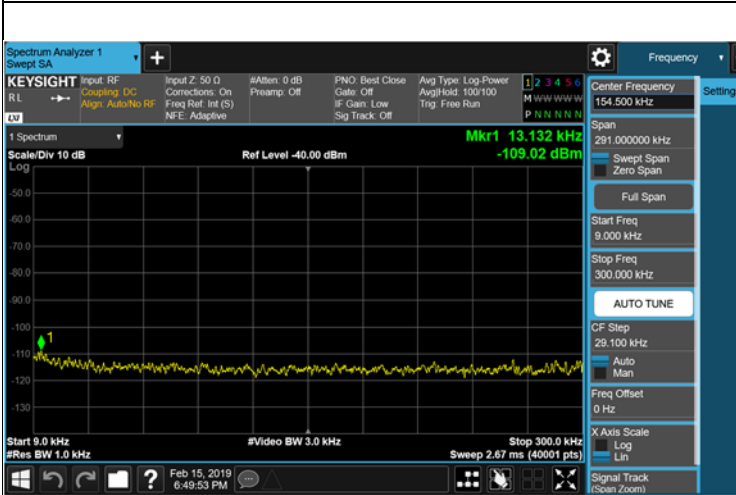 Spectrum Analyzer 1
Swept SA
Frequency
KEYSIGHT
RL
LXI
Input: RF
Coupling: DC
Align: Auto/No RF
Input Z: 50 Ω
Corrections: On
Freq Ref: Int (S)
NFE: Adaptive
#Atten: 0 dB
Preamp: Off
PNO: Best Close
Gate: Off
IF Gain: Low
Sig Track: Off
Avg Type: Log-Power
Avg|Hold: 100/100
Trig: Free Run
1 2 3 4 5 6
M W W W W W
P N N N N N
1 Spectrum
Scale/Div 10 dB
Ref Level -40.00 dBm
Mkr1 13.132 kHz
-109.02 dBm
Log
-50.0
-60.0
-70.0
-80.0
-90.0
-100
-110
-120
-130
1
Start 9.0 kHz
#Res BW 1.0 kHz
#Video BW 3.0 kHz
Stop 300.0 kHz
Sweep 2.67 ms (40001 pts)
Feb 15, 2019
6:49:53 PM
Center Frequency
154.500 kHz
Span
291.000000 kHz
Swept Span
Zero Span
Full Span
Start Freq
9.000 kHz
Stop Freq
300.000 kHz
AUTO TUNE
CF Step
29.100 kHz
Auto
Man
Freq Offset
0 Hz
X Axis Scale
Log
Lin
Signal Track
(Span Zoom)
Setting